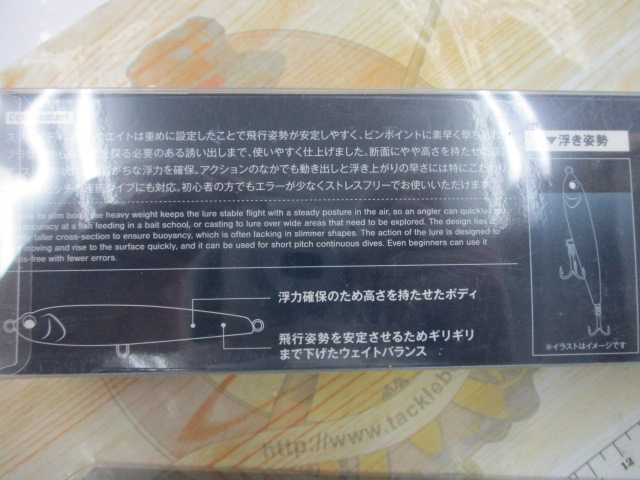 Commentary
エイトは重めに設定したことで飛行姿勢が安定しやすく、ピンポイントに素早く撃ち
探る必要のある誘い出しまで、使いやすく仕上げました。断面にやや高さを持たせ
かな浮力を確保。アクションのなかでも動き出しと浮き上がりの早さには特にこだわり
ッチの連続ダイブにも対応。初心者の方でもエラーが少なくストレスフリーでお使いいただけます。
its slim body, the heavy weight keeps the lure stable flight with a steady posture in the air, so an angler can quickly cast
accuracy at a fish feeding in a bait school, or casting to lure over wide areas that need to be explored. The design has
taller cross-section to ensure buoyancy, which is often lacking in slimmer shapes. The action of the lure is designed to
moving and rise to the surface quickly, and it can be used for short pitch continuous dives. Even beginners can use it
-free with fewer errors.
▼浮き姿勢
浮力確保のため高さを持たせたボディ
飛行姿勢を安定させるためギリギリ
まで下げたウェイトバランス
※イラストはイメージです
http://www.tackleb
12